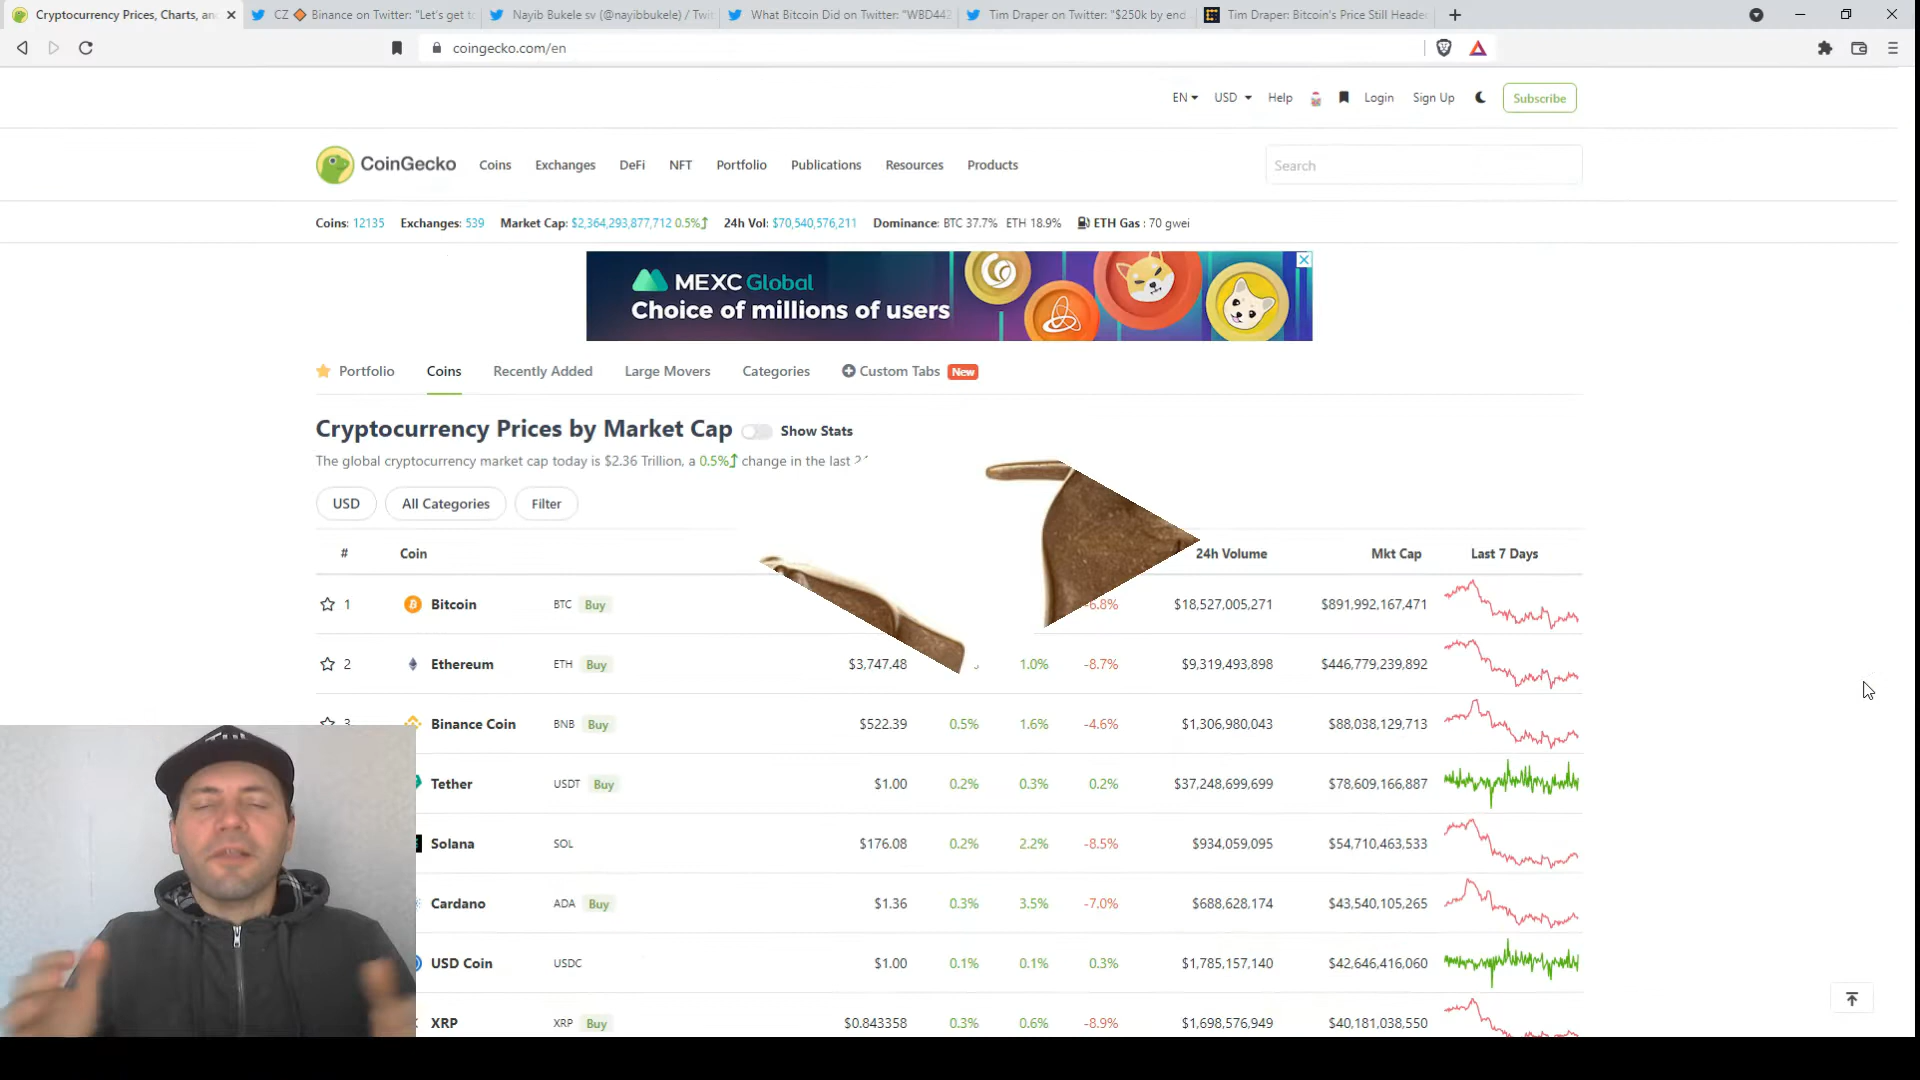 Cryptocurrency Prices, Charts, an
CZ Binance on Twitter: "Let's get to
Nayib Bukele sv (@nayibbukele) / Twit
What Bitcoin Did on Twitter: "WBD442
Tim Draper on Twitter: "$250k by end
Tim Draper: Bitcoin's Price Still Heade
coingecko.com/en
EN USD Help Login Sign Up Subscribe
CoinGecko Coins Exchanges DeFi NFT Portfolio Publications Resources Products Search
Coins: 12135 Exchanges: 539 Market Cap: $2,364,293,877,712 0.5% 24h Vol: $70,540,576,211 Dominance: BTC 37.7% ETH 18.9% ETH Gas : 70 gwei
MEXC Global
Choice of millions of users
Portfolio Coins Recently Added Large Movers Categories Custom Tabs New
Cryptocurrency Prices by Market Cap Show Stats
The global cryptocurrency market cap today is $2.36 Trillion, a 0.5% change in the last
USD All Categories Filter
# Coin 24h Volume Mkt Cap Last 7 Days
1 Bitcoin BTC Buy -6.8% $18,527,005,271 $891,992,167,471
2 Ethereum ETH Buy $3,747.48 1.0% -8.7% $9,319,493,898 $446,779,239,892
3 Binance Coin BNB Buy $522.39 0.5% 1.6% -4.6% $1,306,980,043 $88,038,129,713
Tether USDT Buy $1.00 0.2% 0.3% 0.2% $37,248,699,699 $78,609,166,887
Solana SOL $176.08 0.2% 2.2% -8.5% $934,059,095 $54,710,463,533
Cardano ADA Buy $1.36 0.3% 3.5% -7.0% $688,628,174 $43,540,105,265
USD Coin USDC $1.00 0.1% 0.1% 0.3% $1,785,157,140 $42,646,416,060
XRP XRP Buy $0.843358 0.3% 0.6% -8.9% $1,698,576,949 $40,181,038,550